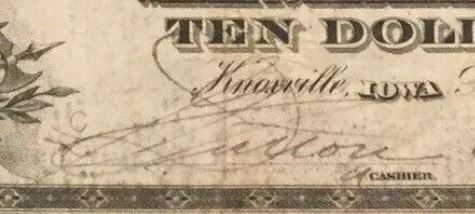 TEN DOLL
Knoxville, IOWA
C
CASHIER.